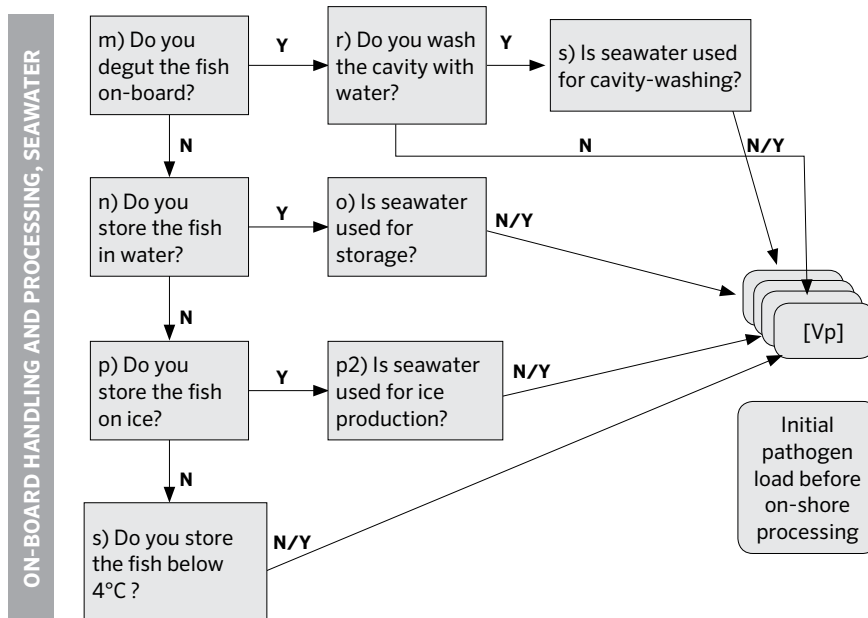 ON-BOARD HANDLING AND PROCESSING, SEAWATER
m) Do you
degut the fish
on-board?
Y
r) Do you wash
the cavity with
water?
Y
s) Is seawater used
for cavity-washing?
N
N
N/Y
n) Do you
store the fish
in water?
Y
o) Is seawater
used for
storage?
N/Y
N
[Vp]
p) Do you
store the fish
on ice?
Y
p2) Is seawater
used for ice
production?
N/Y
N
Initial
pathogen
load before
on-shore
processing
s) Do you store
the fish below
4°C ?
N/Y